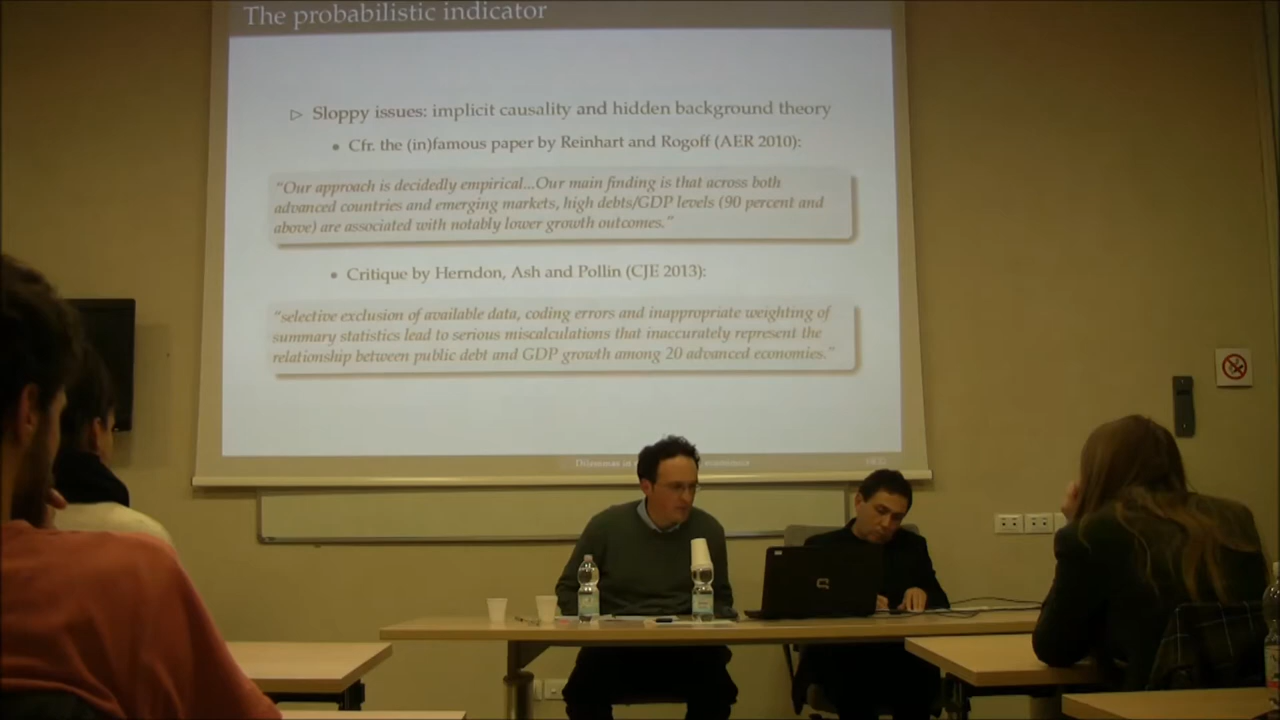 The probabilistic indicator
▷ Sloppy issues: implicit causality and hidden background theory
• Cfr. the (in)famous paper by Reinhart and Rogoff (AER 2010):
“Our approach is decidedly empirical...Our main finding is that across both
advanced countries and emerging markets, high debts/GDP levels (90 percent and
above) are associated with notably lower growth outcomes.”
• Critique by Herndon, Ash and Pollin (CJE 2013):
“selective exclusion of available data, coding errors and inappropriate weighting of
summary statistics lead to serious miscalculations that inaccurately represent the
relationship between public debt and GDP growth among 20 advanced economies.”
Dilemmas economics